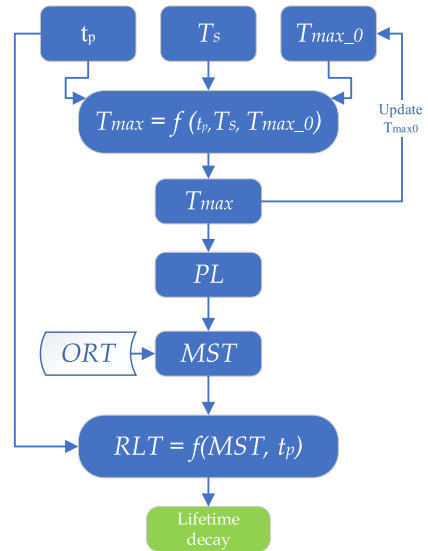 tp
Ts
Tmax_0
Tmax = f (tp,Ts, Tmax_0)
Update
Tmax0
Tmax
PL
ORT
MST
RLT = f(MST, tp)
Lifetime
decay